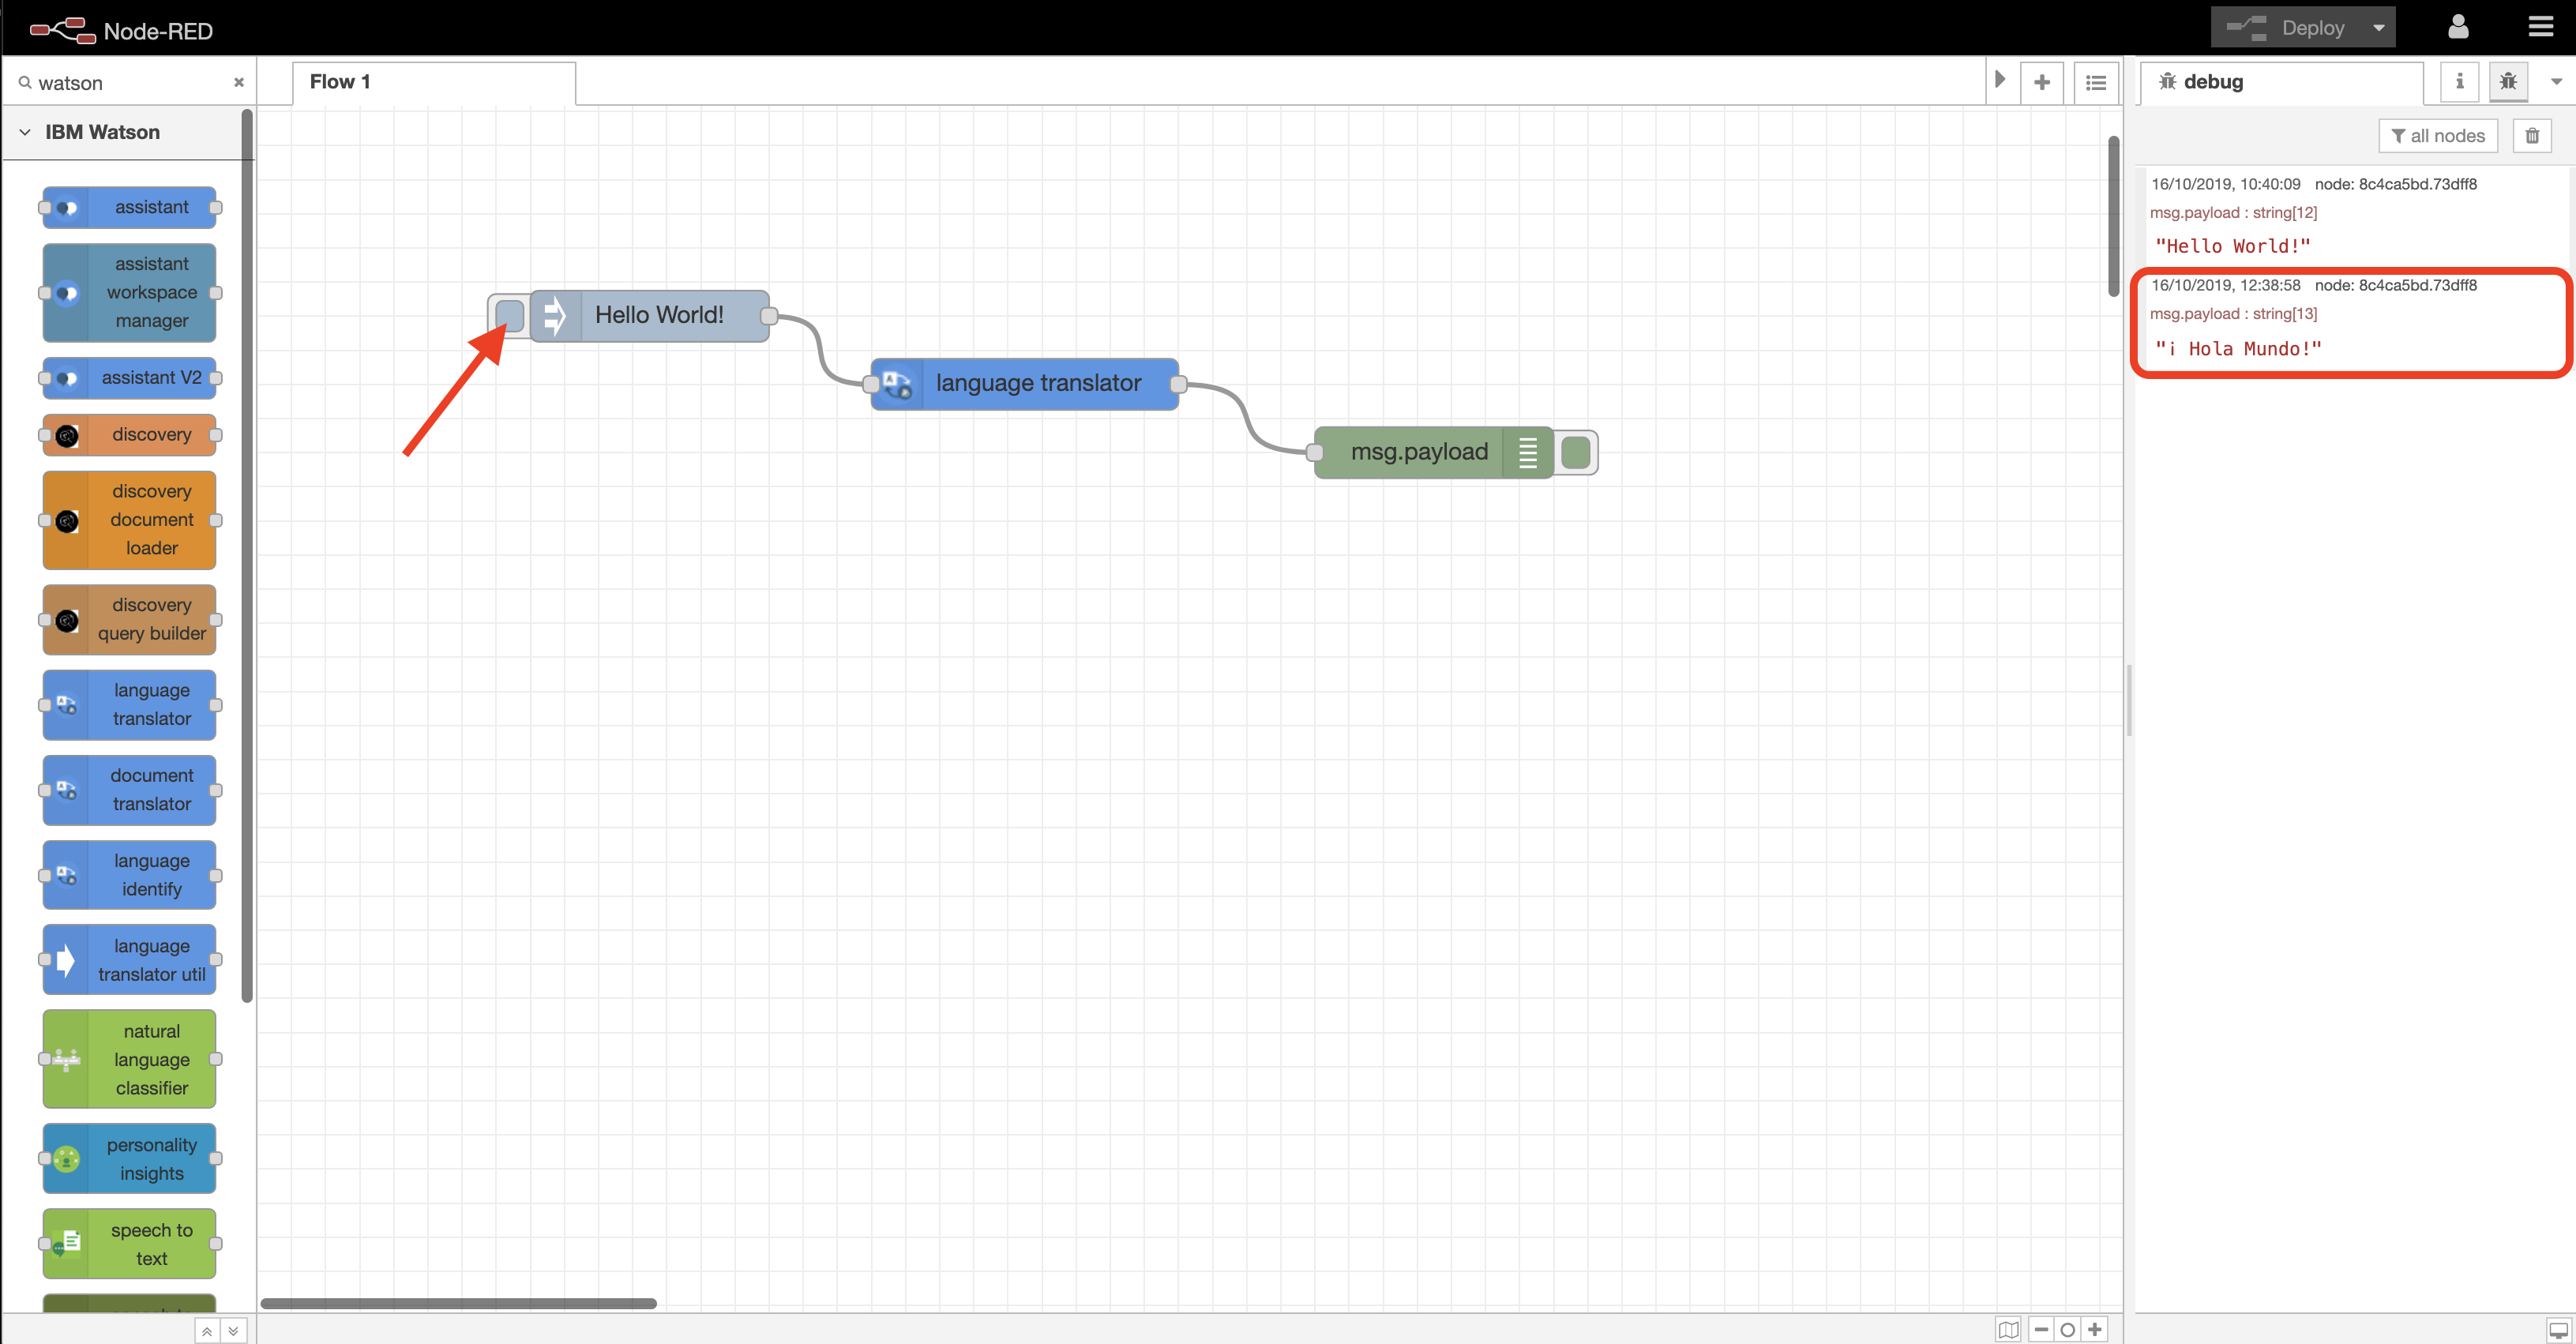 Node-RED
Deploy
watson
Flow 1
debug
IBM Watson
all nodes
assistant
assistant
workspace
manager
assistant V2
discovery
discovery
document
loader
discovery
query builder
language
translator
document
translator
language
identify
language
translator util
natural
language
classifier
personality
insights
speech to
text
Hello World!
language translator
msg.payload
16/10/2019, 10:40:09 node: 8c4ca5bd.73dff8
msg.payload : string[12]
"Hello World!"
16/10/2019, 12:38:58 node: 8c4ca5bd.73dff8
msg.payload : string[13]
"¡ Hola Mundo!"